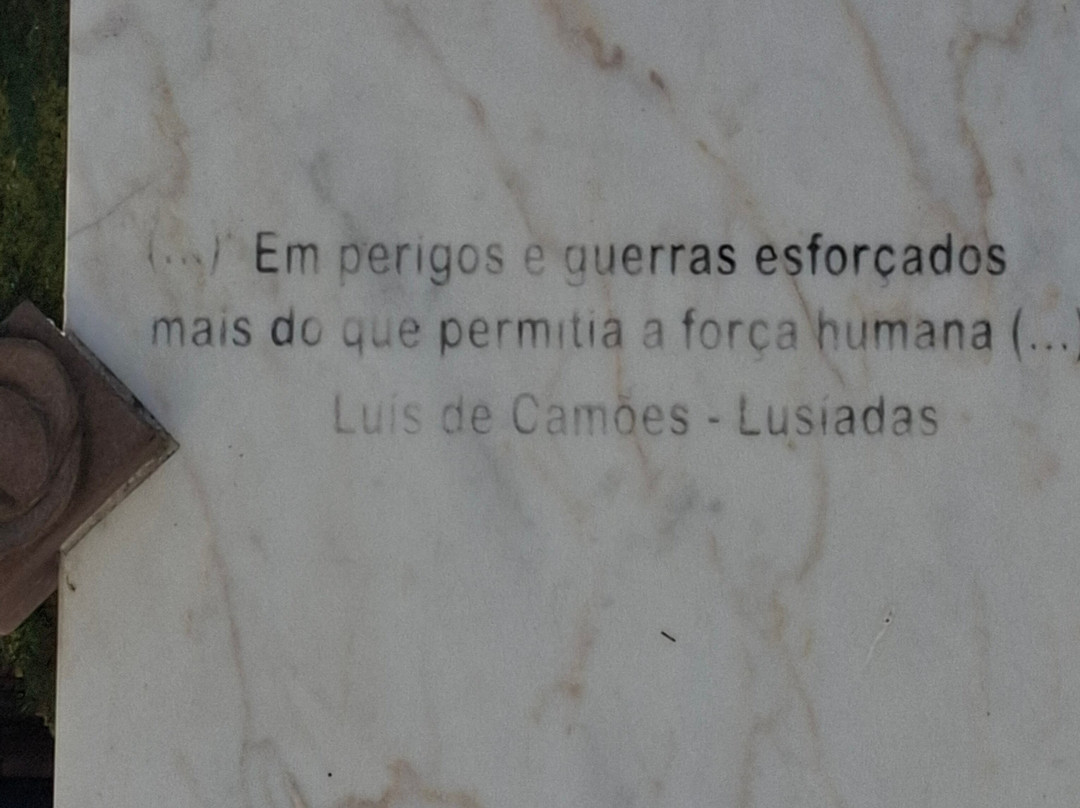 (...) Em perigos e guerras esforçados
mais do que permitia a força humana (...)
Luís de Camões - Lusíadas